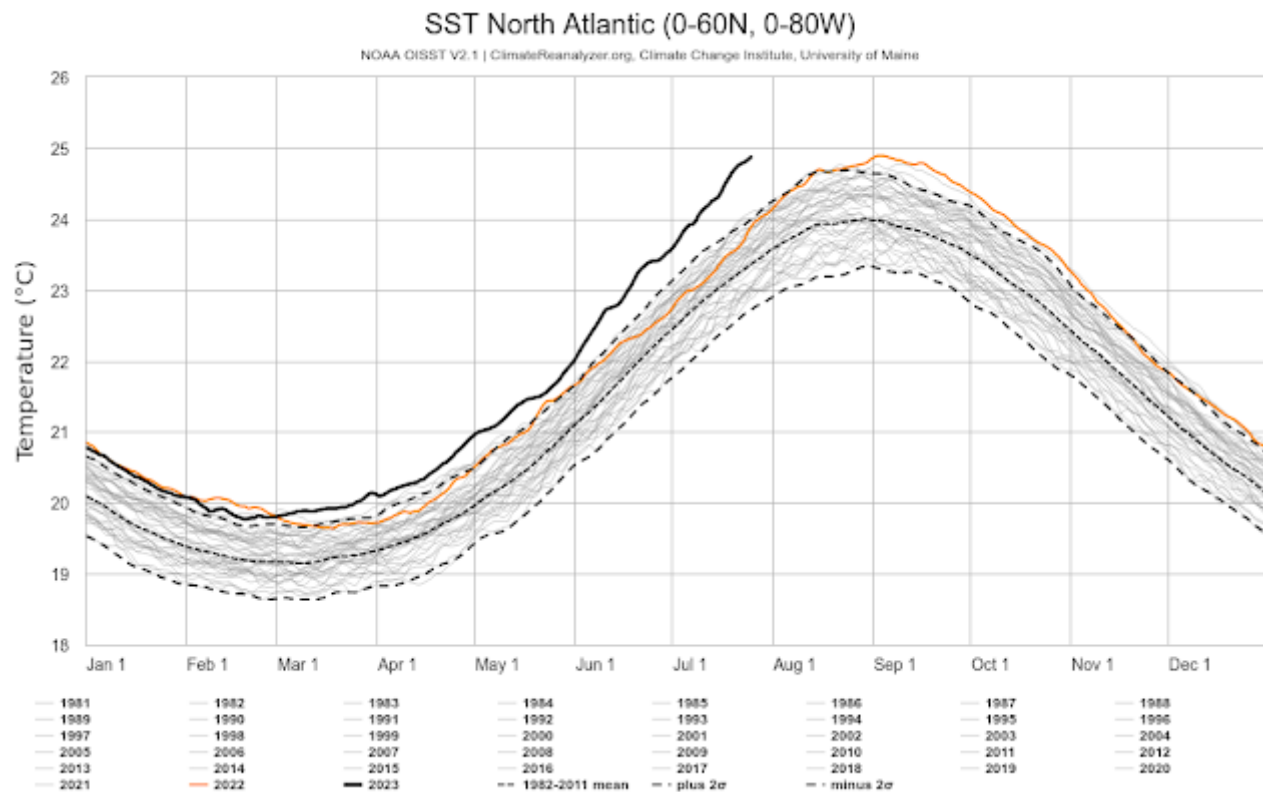 SST North Atlantic (0-60N, 0-80W)
NOAA OISST V2.1 | ClimateReanalyzer.org, Climate Change Institute, University of Maine
Temperature (°C)
26
25
24
23
22
21
20
19
18
Jan 1 Feb 1 Mar 1 Apr 1 May 1 Jun 1 Jul 1 Aug 1 Sep 1 Oct 1 Nov 1 Dec 1
1981 1982 1983 1984 1985 1986 1987 1988
1989 1990 1991 1992 1993 1994 1995 1996
1997 1998 1999 2000 2001 2002 2003 2004
2005 2006 2007 2008 2009 2010 2011 2012
2013 2014 2015 2016 2017 2018 2019 2020
2021 2022 2023 1982-2011 mean plus 2σ minus 2σ